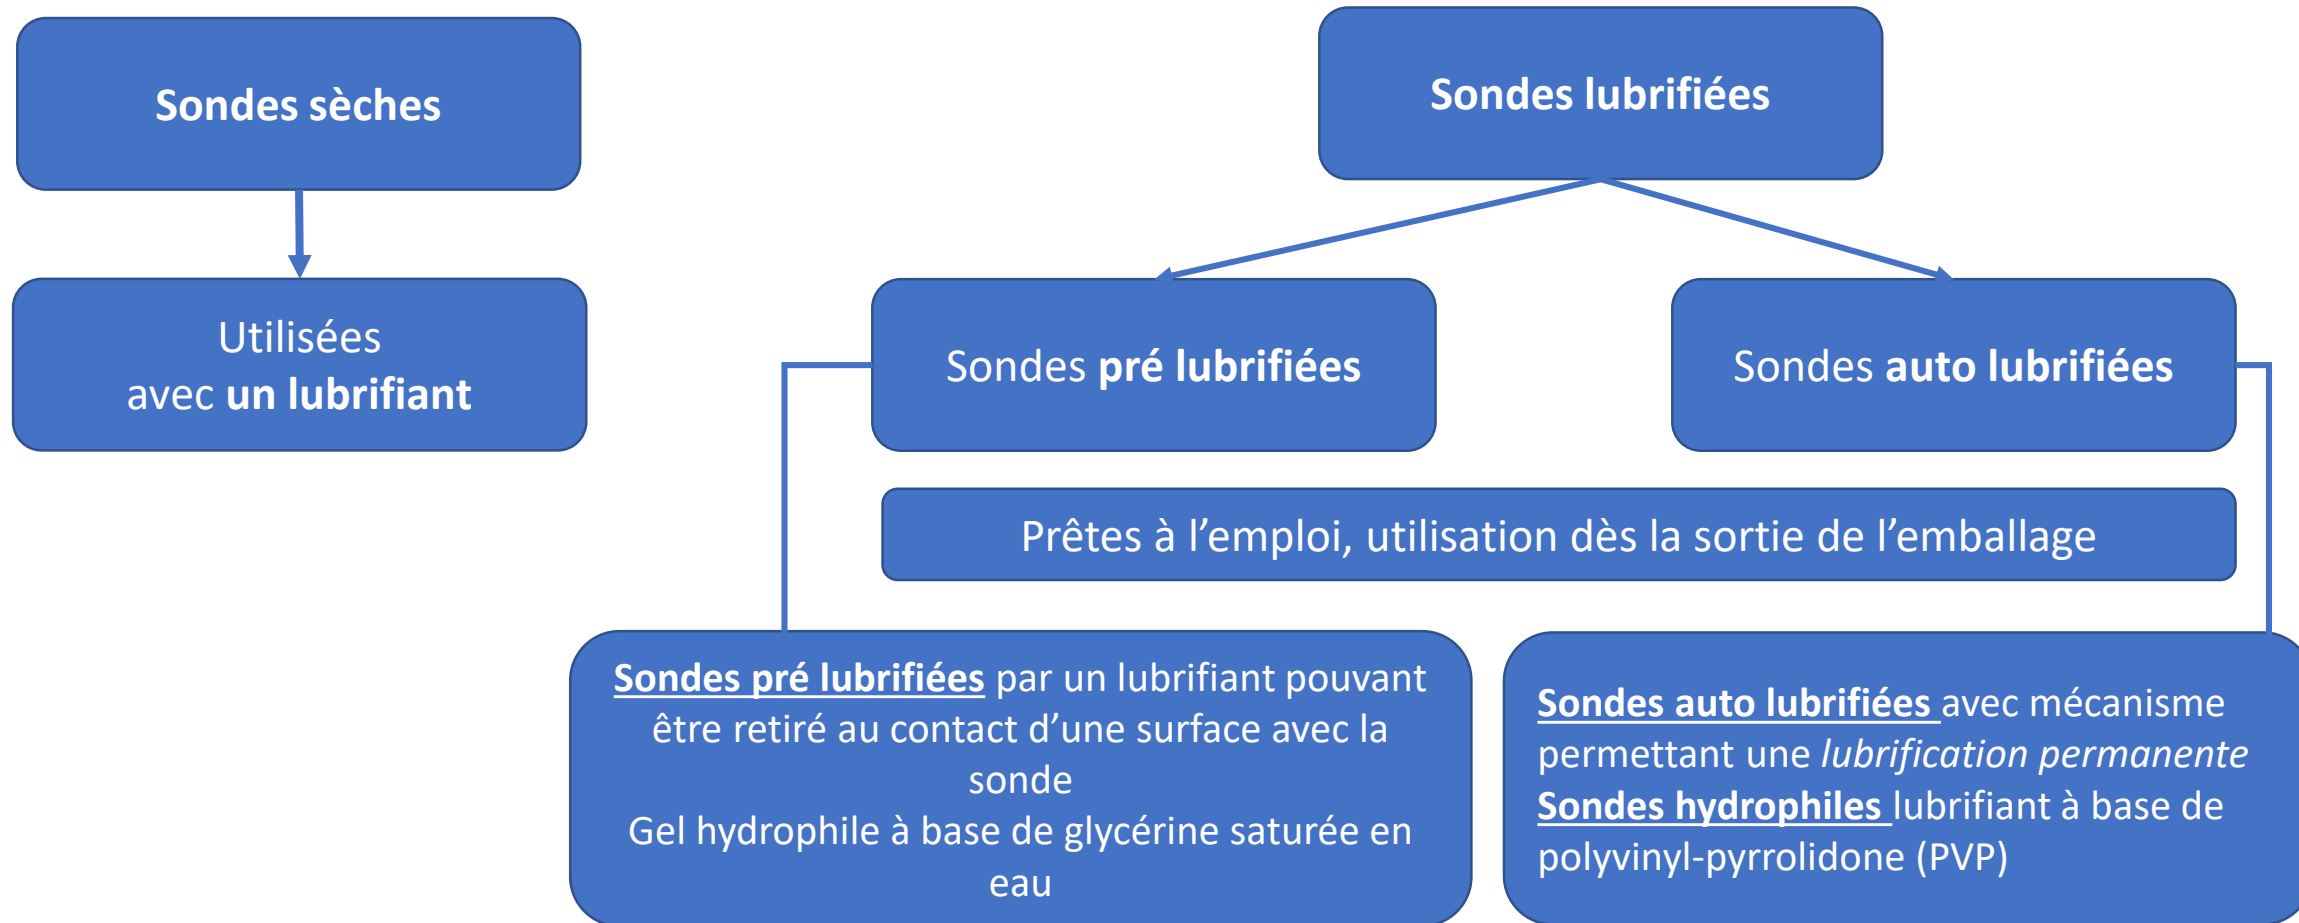 Sondes sèches
Sondes lubrifiées
Utilisées
avec un lubrifiant
Sondes pré lubrifiées
Sondes auto lubrifiées
Prêtes à l’emploi, utilisation dès la sortie de l’emballage
Sondes pré lubrifiées par un lubrifiant pouvant
être retiré au contact d’une surface avec la
sonde
Gel hydrophile à base de glycérine saturée en
eau
Sondes auto lubrifiées avec mécanisme
permettant une lubrification permanente
Sondes hydrophiles lubrifiant à base de
polyvinyl-pyrrolidone (PVP)